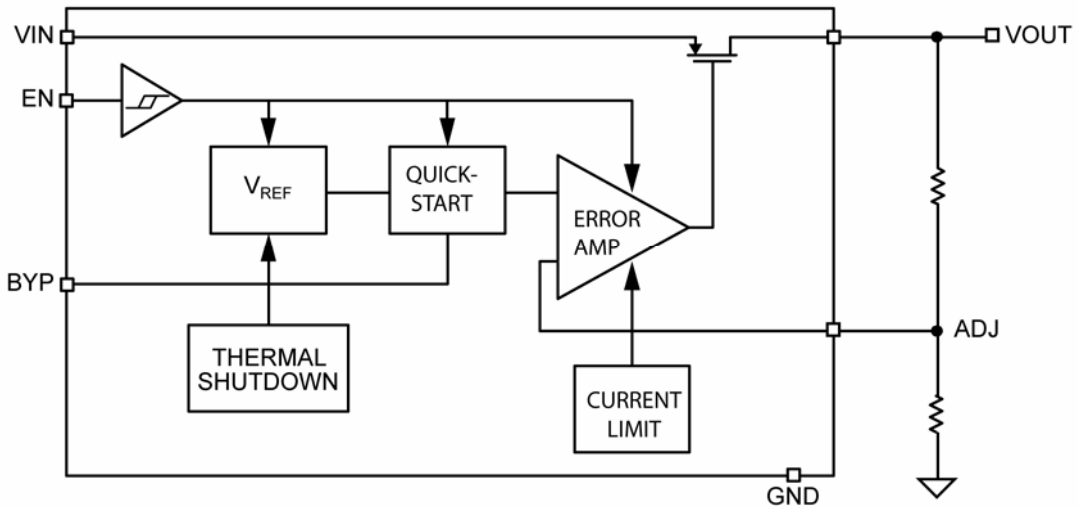 VIN
VOUT
EN
VREF
QUICK-
START
ERROR
AMP
BYP
ADJ
THERMAL
SHUTDOWN
CURRENT
LIMIT
GND